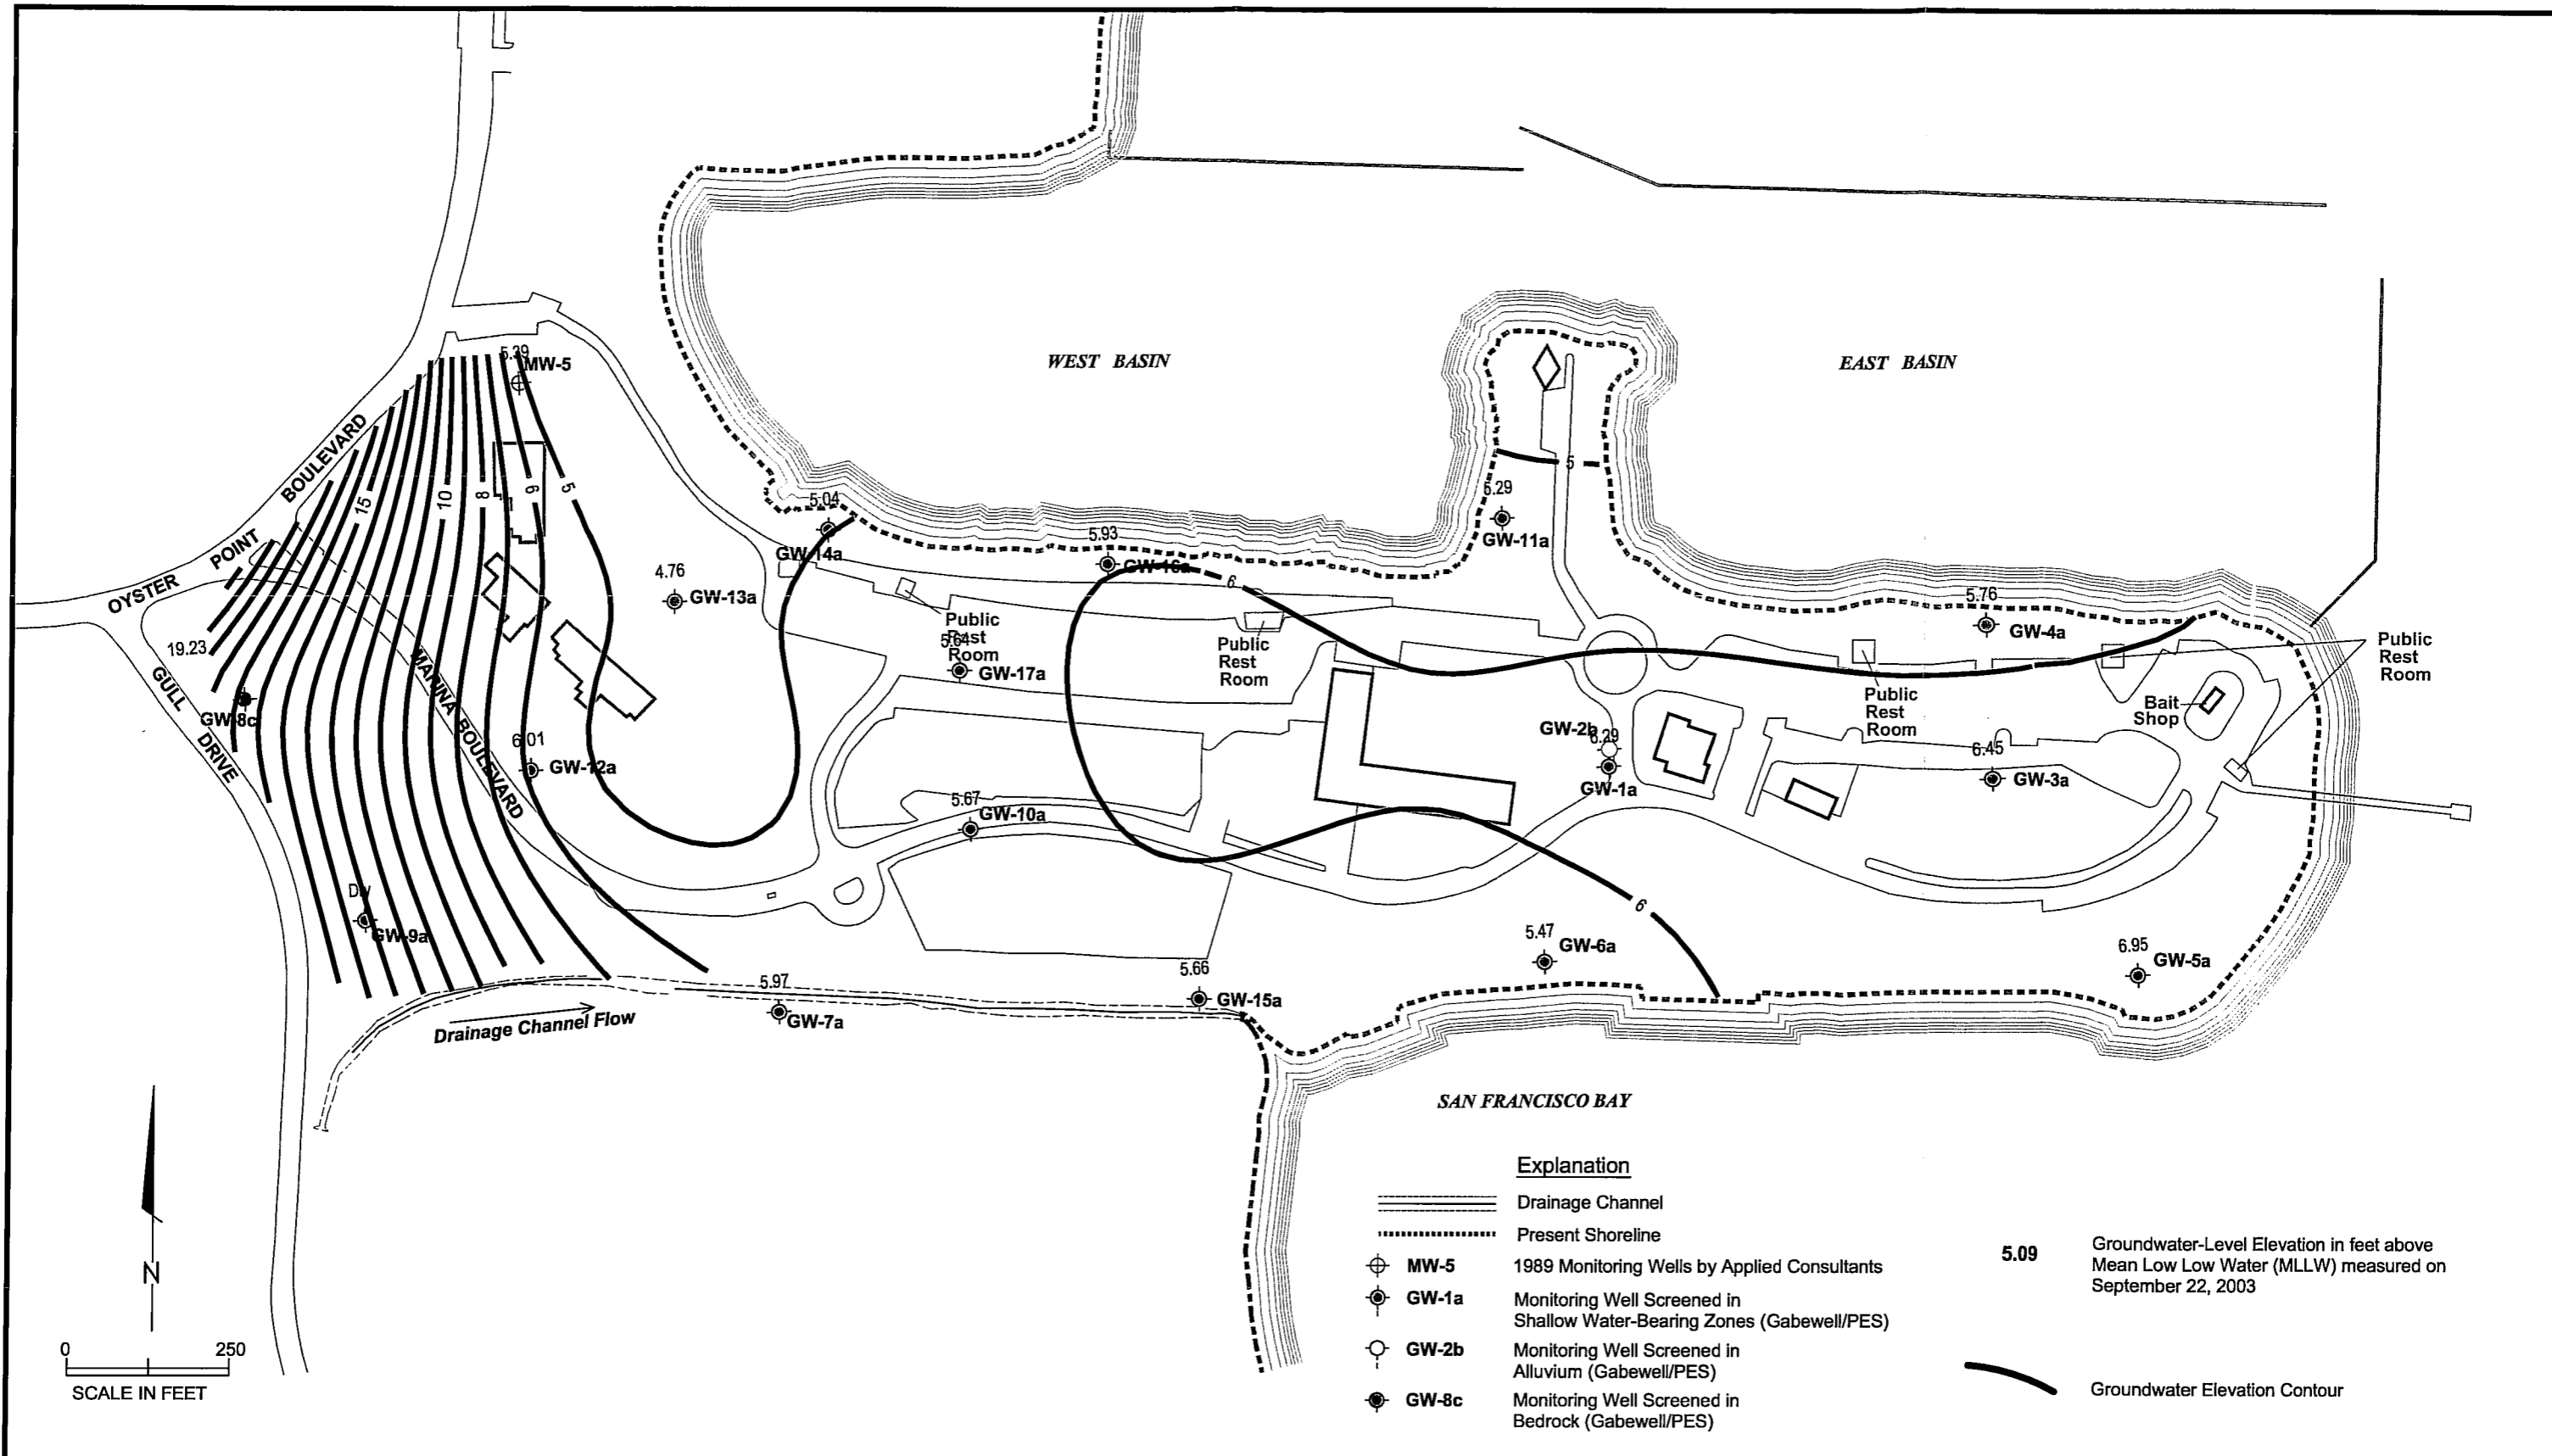 5.39
MW-5
WEST BASIN
EAST BASIN
OYSTER POINT BOULEVARD
15
10
8
6
5
5
5.04
GW-14a
5.93
GW-16a
6
5.29
GW-11a
4.76
GW-13a
5.76
GW-4a
Public
Rest
Room
5.64
GW-17a
Public
Rest
Room
Public
Rest
Room
Public
Rest
Room
Bait
Shop
19.23
GW-8c
GULL DRIVE
MARINA BOULEVARD
6.01
GW-12a
GW-2b
6.29
GW-1a
6.45
GW-3a
5.67
GW-10a
GW-9a
6
5.47
GW-6a
6.95
GW-5a
5.97
GW-7a
5.66
GW-15a
Drainage Channel Flow
SAN FRANCISCO BAY
N
0 250
SCALE IN FEET
Explanation
Drainage Channel
Present Shoreline
MW-5 1989 Monitoring Wells by Applied Consultants
GW-1a Monitoring Well Screened in
Shallow Water-Bearing Zones (Gabewell/PES)
GW-2b Monitoring Well Screened in
Alluvium (Gabewell/PES)
GW-8c Monitoring Well Screened in
Bedrock (Gabewell/PES)
5.09 Groundwater-Level Elevation in feet above
Mean Low Low Water (MLLW) measured on
September 22, 2003
Groundwater Elevation Contour